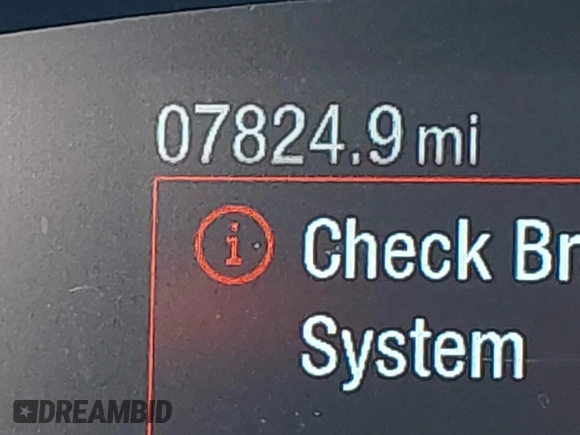 07824.9 mi
i
Check Br
System
DREAMBID